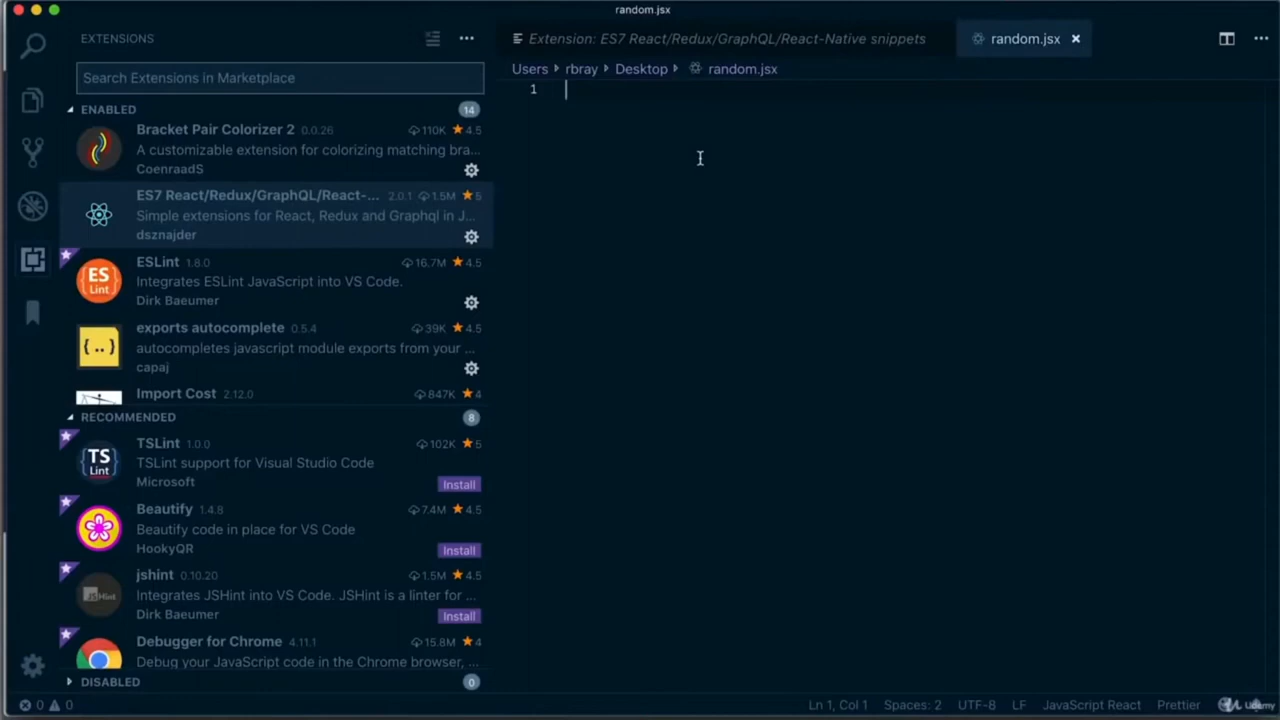 random.jsx
EXTENSIONS
Search Extensions in Marketplace
ENABLED 14
Bracket Pair Colorizer 2 0.0.26 110K 4.5
A customizable extension for colorizing matching bra...
CoenraadS
ES7 React/Redux/GraphQL/React-... 2.0.1 1.5M 5
Simple extensions for React, Redux and Graphql in J...
dsznajder
ES Lint
ESLint 1.8.0 16.7M 4.5
Integrates ESLint JavaScript into VS Code.
Dirk Baeumer
{..}
exports autocomplete 0.5.4 39K 4.5
autocompletes javascript module exports from your ...
capaj
Import Cost 2.12.0 847K 4
RECOMMENDED 8
TS Lint
TSLint 1.0.0 102K 5
TSLint support for Visual Studio Code
Microsoft Install
Beautify 1.4.8 7.4M 4.5
Beautify code in place for VS Code
HookyQR Install
JSHint
jshint 0.10.20 1.5M 4.5
Integrates JSHint into VS Code. JSHint is a linter for ...
Dirk Baeumer Install
Debugger for Chrome 4.11.1 15.8M 4
Debug your JavaScript code in the Chrome browser, ...
DISABLED 0
Extension: ES7 React/Redux/GraphQL/React-Native snippets random.jsx
Users rbray Desktop random.jsx
1
0 0 Ln 1, Col 1 Spaces: 2 UTF-8 LF JavaScript React Prettier Udemy